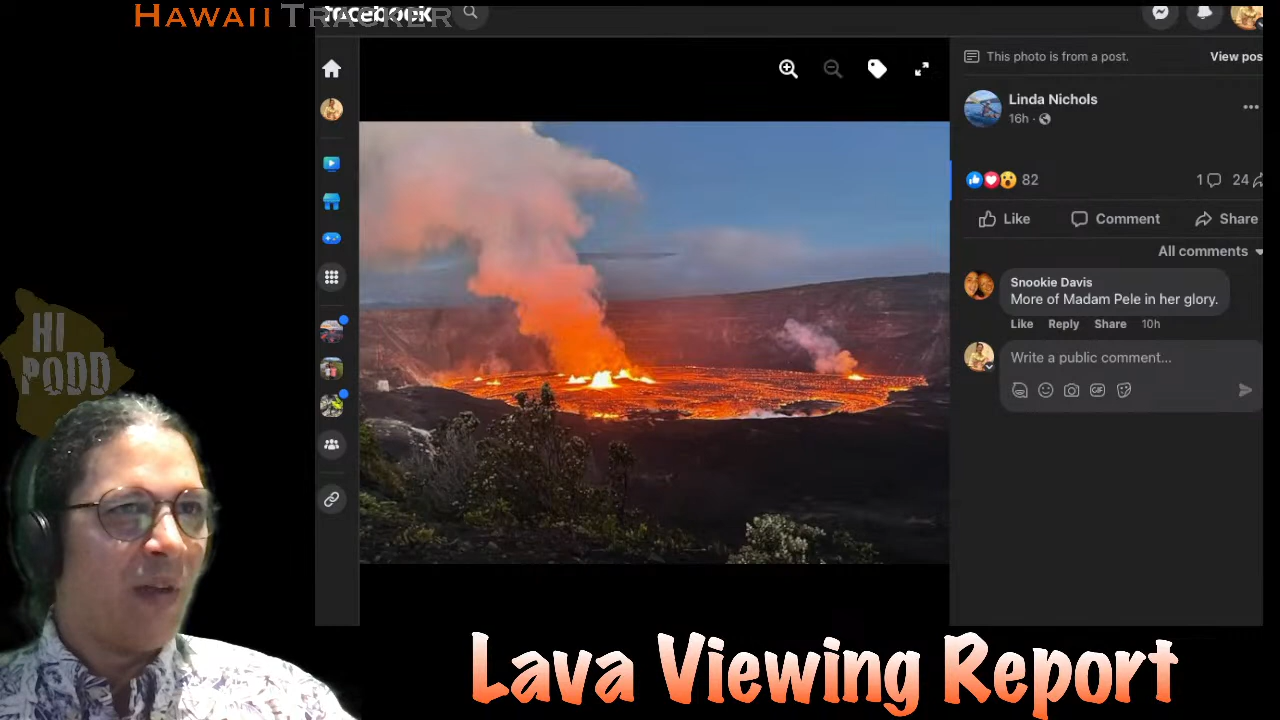 HAWAII TRACKER
facebook
This photo is from a post.
View pos
Linda Nichols
16h ·
82
1
24
Like
Comment
Share
All comments
Snookie Davis
More of Madam Pele in her glory.
Like Reply Share 10h
Write a public comment...
GIF
HI
PODD
Lava Viewing Report